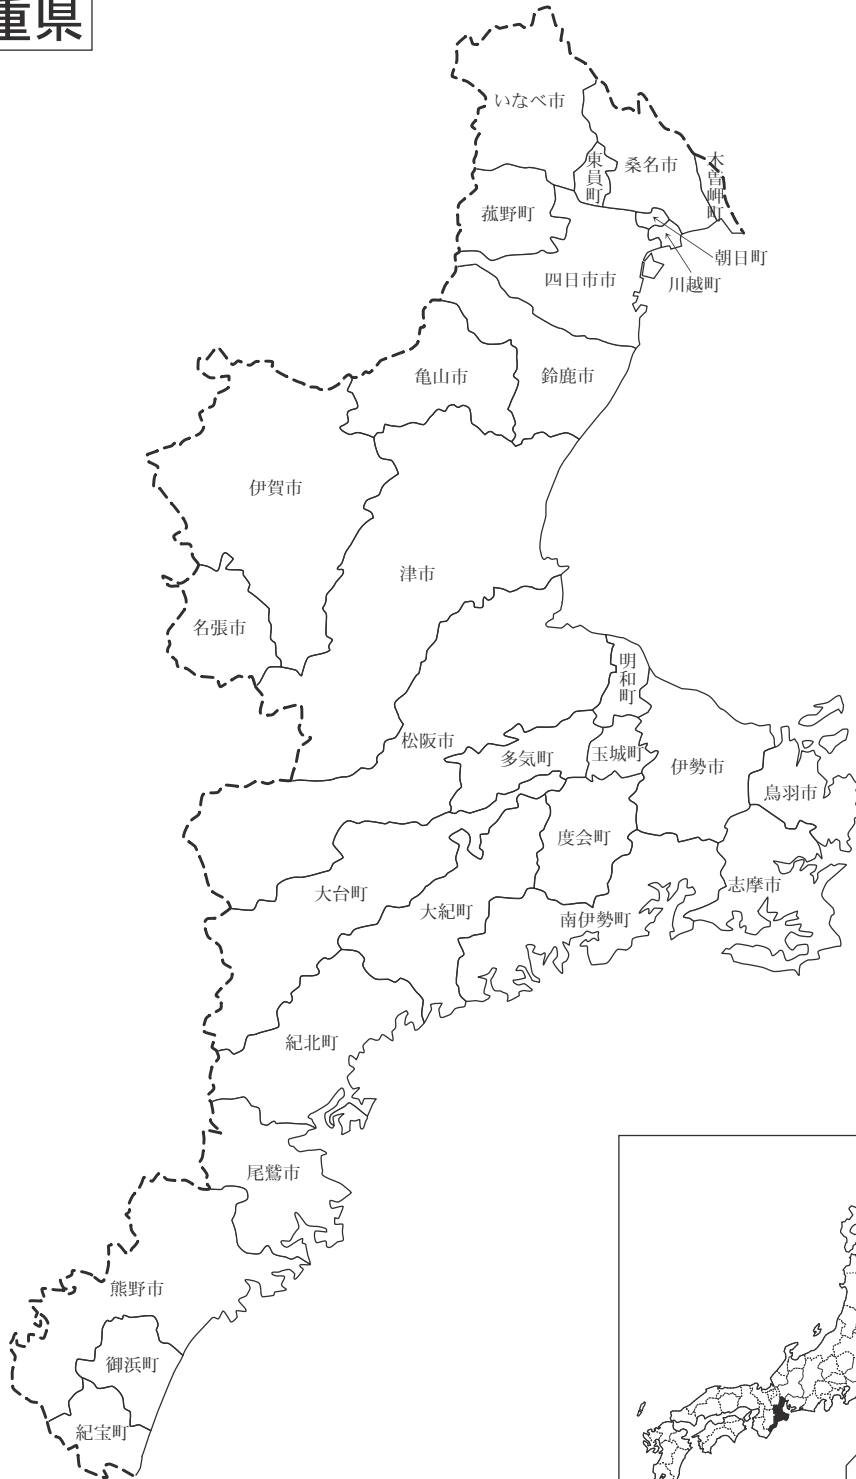 重県
いなべ市
東員町
桑名市
木曽岬町
菰野町
朝日町
四日市市
川越町
亀山市
鈴鹿市
伊賀市
津市
名張市
明和町
松阪市
多気町
玉城町
伊勢市
鳥羽市
度会町
大台町
大紀町
志摩市
南伊勢町
紀北町
尾鷲市
熊野市
御浜町
紀宝町